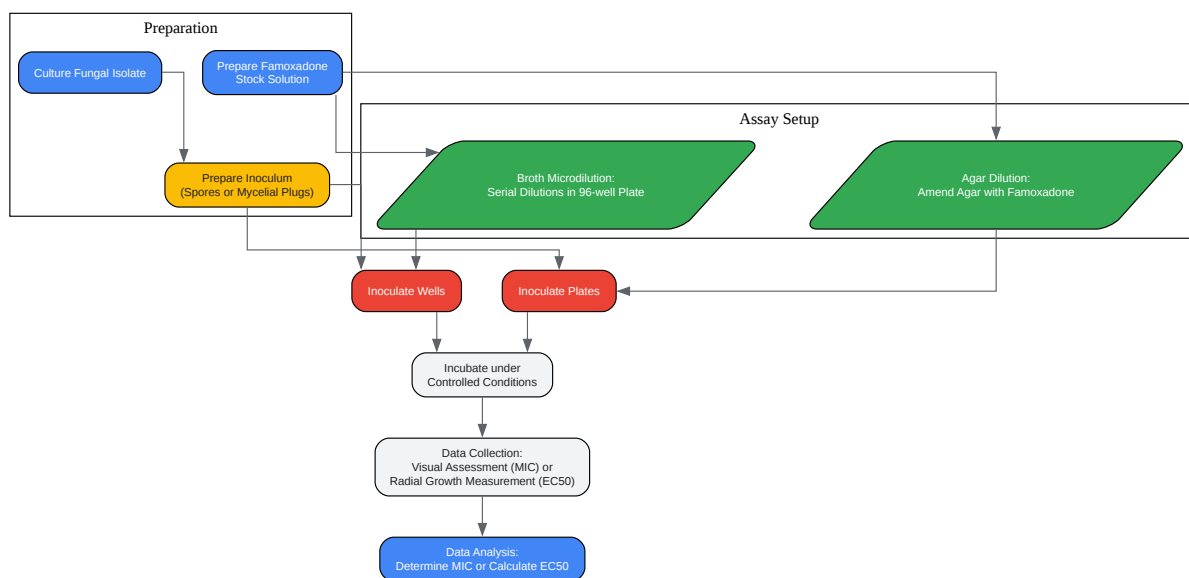 Preparation
Culture Fungal Isolate
Prepare Famoxadone
Stock Solution
Prepare Inoculum
(Spores or Mycelial Plugs)
Assay Setup
Broth Microdilution:
Serial Dilutions in 96-well Plate
Agar Dilution:
Amend Agar with Famoxadone
Inoculate Wells
Inoculate Plates
Incubate under
Controlled Conditions
Data Collection:
Visual Assessment (MIC) or
Radial Growth Measurement (EC50)
Data Analysis:
Determine MIC or Calculate EC50